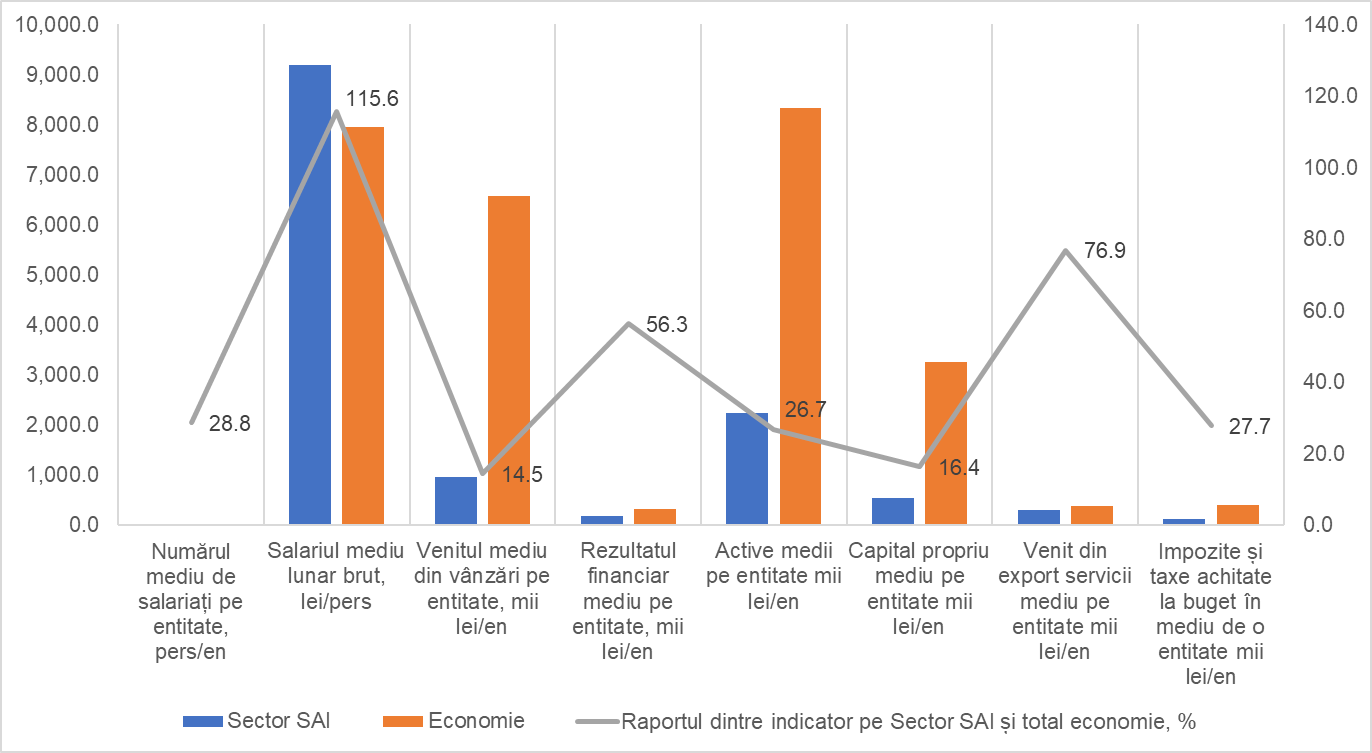 10,000.0
9,000.0
8,000.0
7,000.0
6,000.0
5,000.0
4,000.0
3,000.0
2,000.0
1,000.0
0.0
140.0
120.0
100.0
80.0
60.0
40.0
20.0
0.0
28.8
115.6
14.5
56.3
26.7
16.4
76.9
27.7
Numărul
mediu de
salariați pe
entitate,
pers/en
Salariul mediu
lunar brut,
lei/pers
Venitul mediu
din vânzări pe
entitate, mii
lei/en
Rezultatul
financiar
mediu pe
entitate, mii
lei/en
Active medii
pe entitate mii
lei/en
Capital propriu
mediu pe
entitate mii
lei/en
Venit din
export servicii
mediu pe
entitate mii
lei/en
Impozite și
taxe achitate
la buget în
mediu de o
entitate mii
lei/en
Sector SAI
Economie
Raportul dintre indicator pe Sector SAI și total economie, %